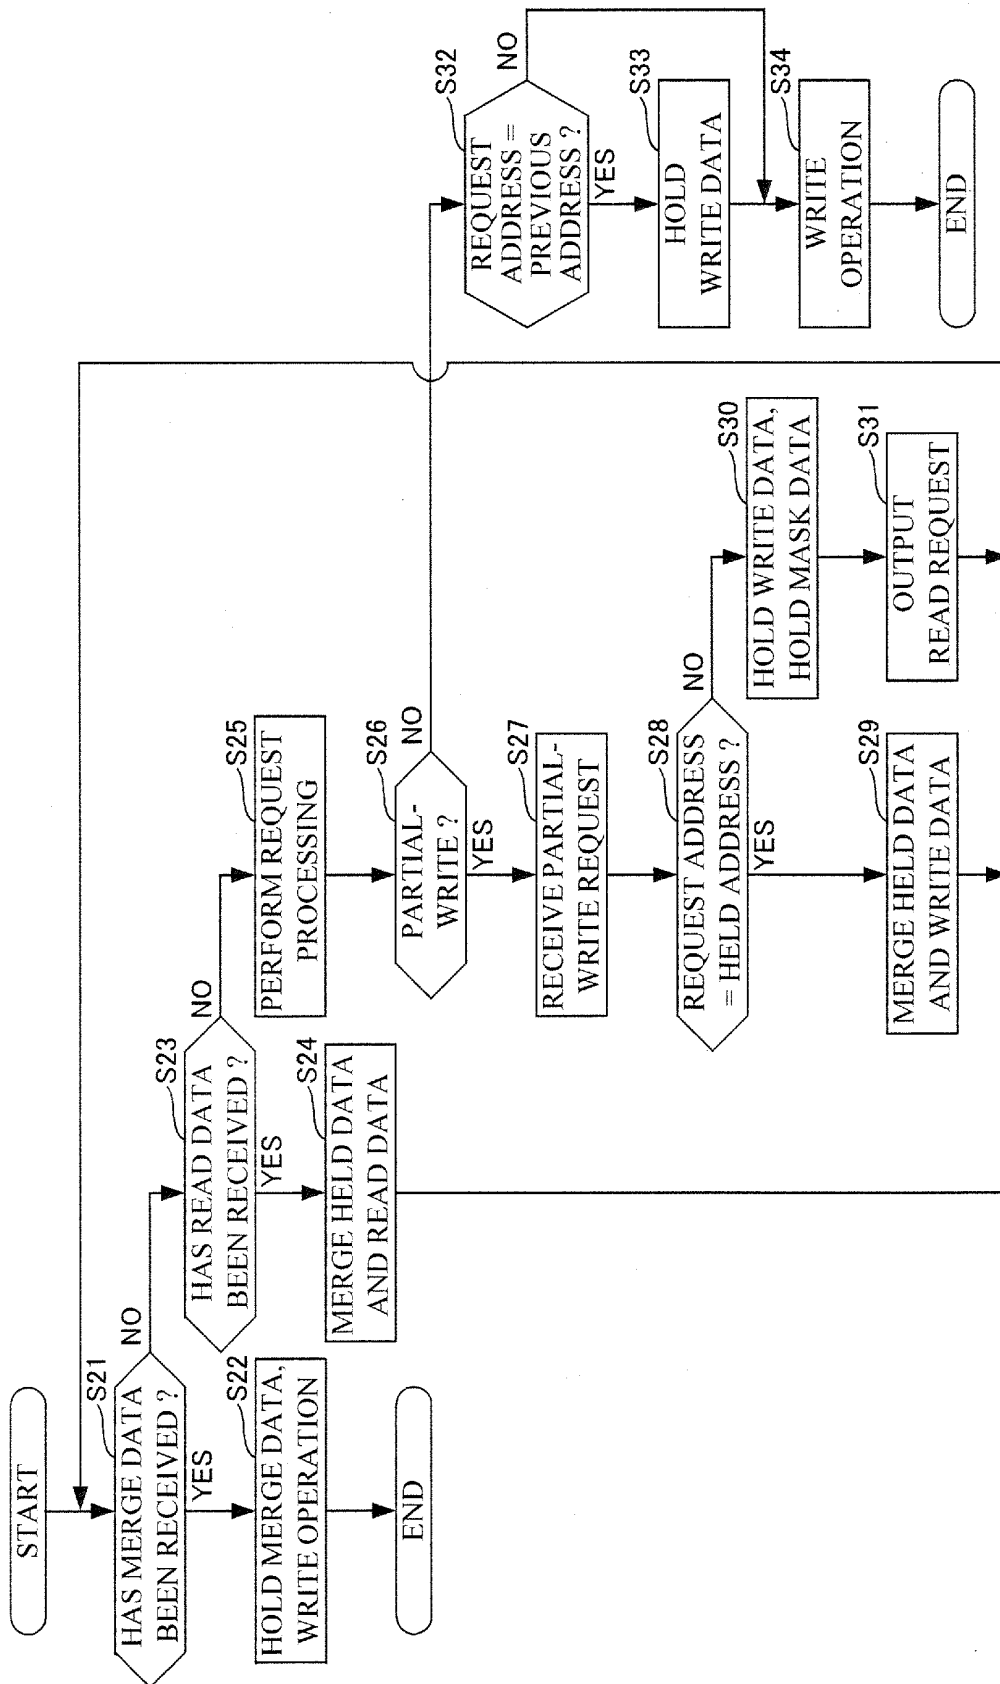 START
S21
HAS MERGE DATA
BEEN RECEIVED ?
NO
YES
S22
HOLD MERGE DATA,
WRITE OPERATION
END
S23
HAS READ DATA
BEEN RECEIVED ?
NO
YES
S24
MERGE HELD DATA
AND READ DATA
S25
PERFORM REQUEST
PROCESSING
S26
PARTIAL-
WRITE ?
NO
YES
S27
RECEIVE PARTIAL-
WRITE REQUEST
S28
REQUEST ADDRESS
= HELD ADDRESS ?
NO
YES
S29
MERGE HELD DATA
AND WRITE DATA
S30
HOLD WRITE DATA,
HOLD MASK DATA
S31
OUTPUT
READ REQUEST
S32
REQUEST
ADDRESS =
PREVIOUS
ADDRESS ?
NO
YES
S33
HOLD
WRITE DATA
S34
WRITE
OPERATION
END